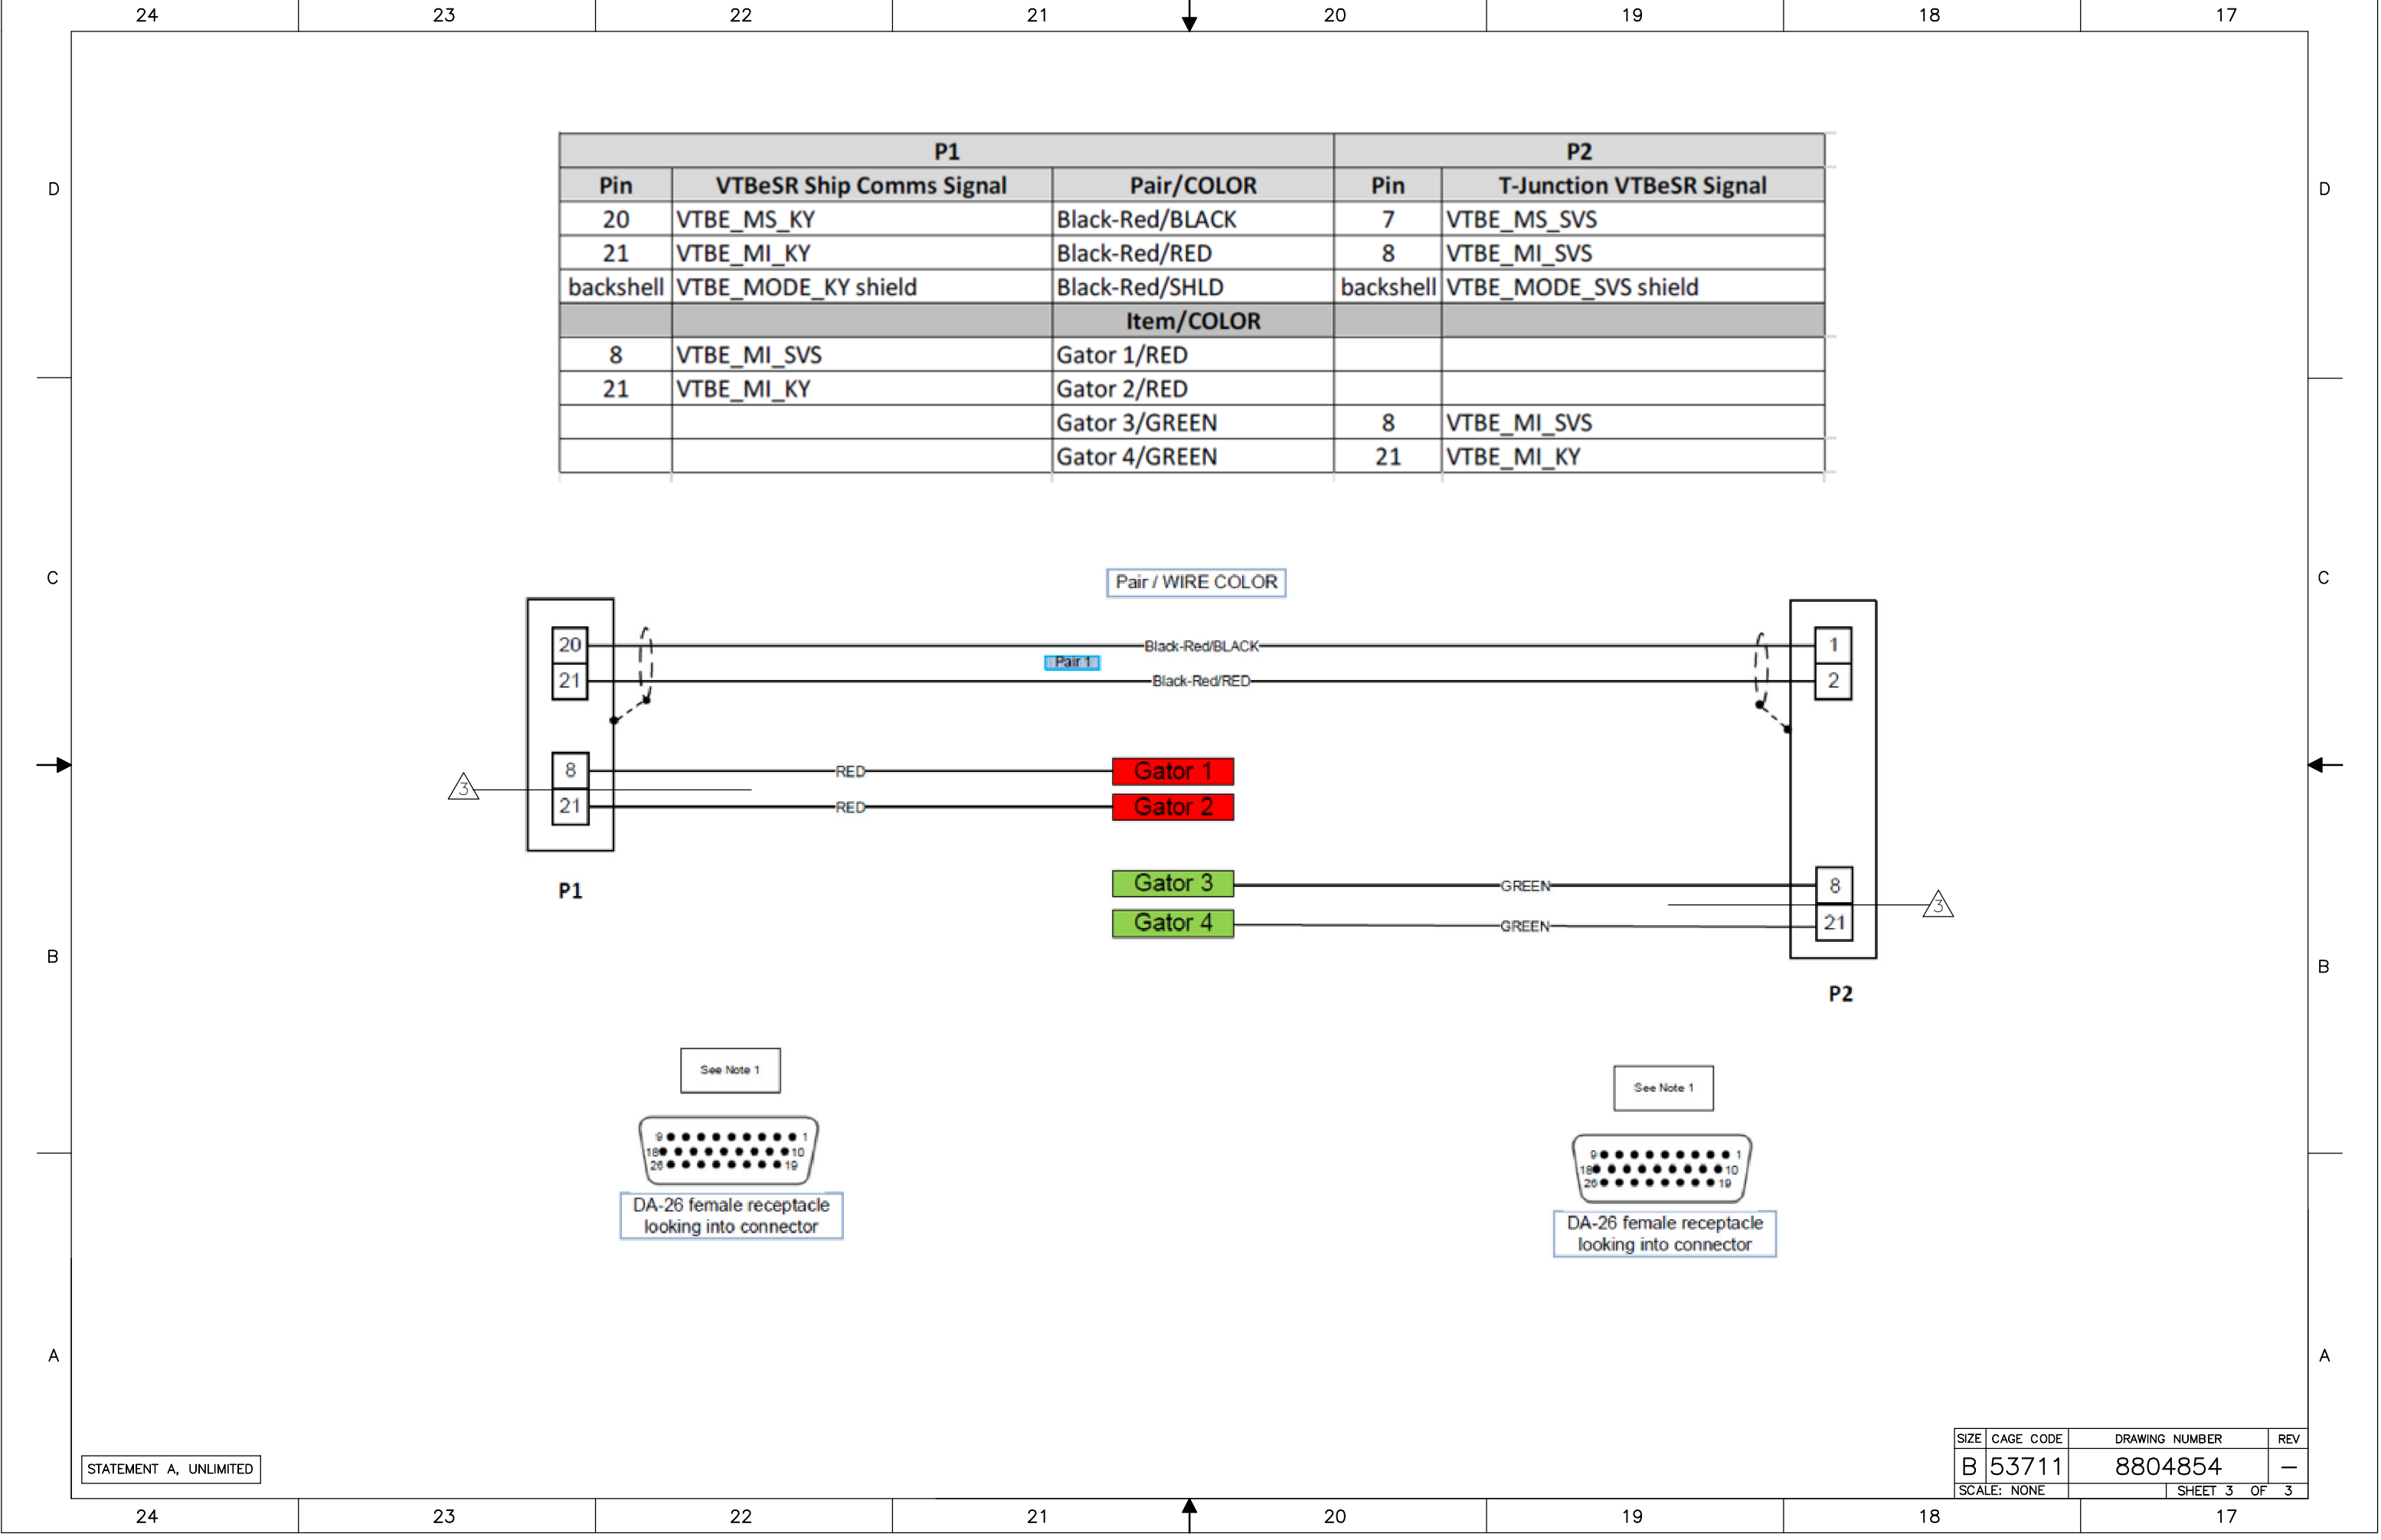 24 23 22 21 20 19 18 17
P1 P2
Pin VTBeSR Ship Comms Signal Pair/COLOR Pin T-Junction VTBeSR Signal
D D
20 VTBE_MS_KY Black-Red/BLACK 7 VTBE_MS_SVS
21 VTBE_MI_KY Black-Red/RED 8 VTBE_MI_SVS
backshell VTBE_MODE_KY shield Black-Red/SHLD backshell VTBE_MODE_SVS shield
Item/COLOR
8 VTBE_MI_SVS Gator 1/RED
21 VTBE_MI_KY Gator 2/RED
Gator 3/GREEN 8 VTBE_MI_SVS
Gator 4/GREEN 21 VTBE_MI_KY
C Pair / WIRE COLOR C
20 Black-Red/BLACK 1
Pair 1
21 Black-Red/RED 2
8 RED Gator 1
3
21 RED Gator 2
P1
Gator 3 GREEN 8
3
Gator 4 GREEN 21
B B
P2
See Note 1
See Note 1
9 1
18 10
26 19
DA-26 female receptacle
looking into connector
9 1
18 10
26 19
DA-26 female receptacle
looking into connector
A A
STATEMENT A, UNLIMITED
SIZE CAGE CODE DRAWING NUMBER REV
B 53711 8804854 —
SCALE: NONE SHEET 3 OF 3
24 23 22 21 20 19 18 17